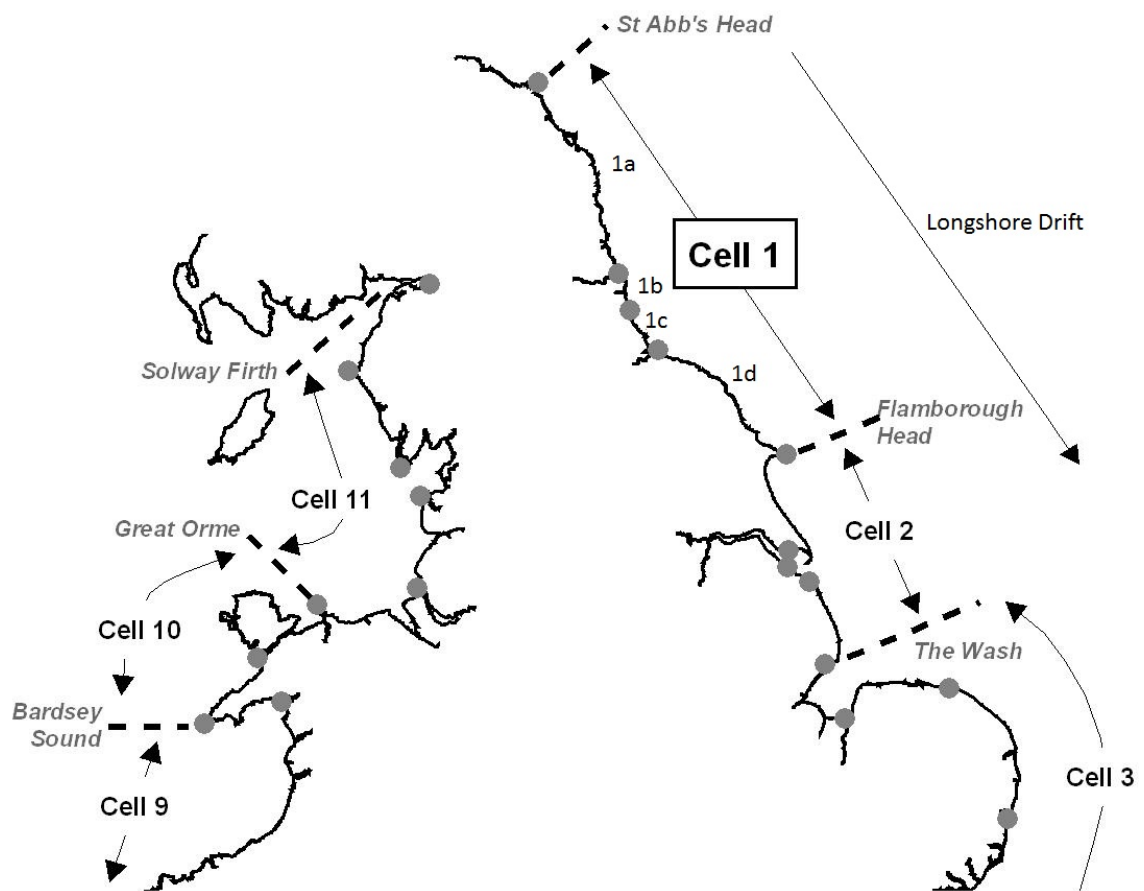 St Abb's Head
1a
Longshore Drift
Cell 1
1b
1c
Solway Firth
1d
Flamborough
Head
Cell 11
Great Orme
Cell 2
Cell 10
The Wash
Bardsey
Sound
Cell 3
Cell 9